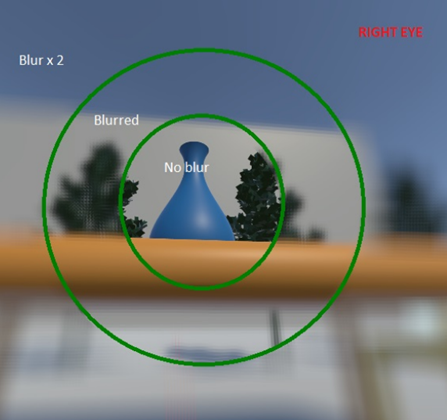 RIGHT EYE
Blur x 2
Blurred
No blur